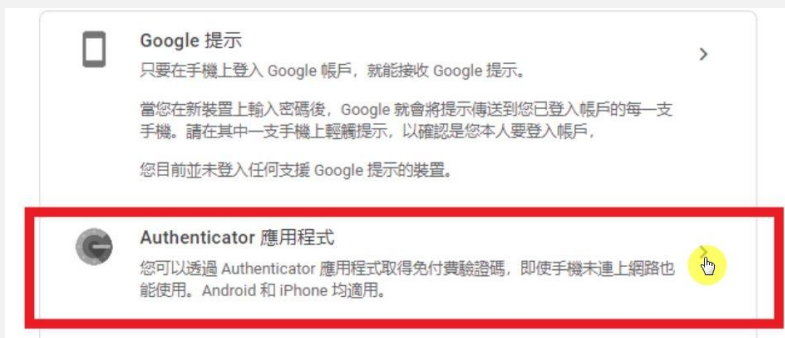 Google 提示
只要在手機上登入 Google 帳戶，就能接收 Google 提示。
當您在新裝置上輸入密碼後，Google 就會將提示傳送到您已登入帳戶的每一支
手機。請在其中一支手機上輕觸提示，以確認是您本人要登入帳戶，
您目前並未登入任何支援 Google 提示的裝置。
Authenticator 應用程式
您可以透過 Authenticator 應用程式取得免付費驗證碼，即使手機未連上網路也
能使用。Android 和 iPhone 均適用。